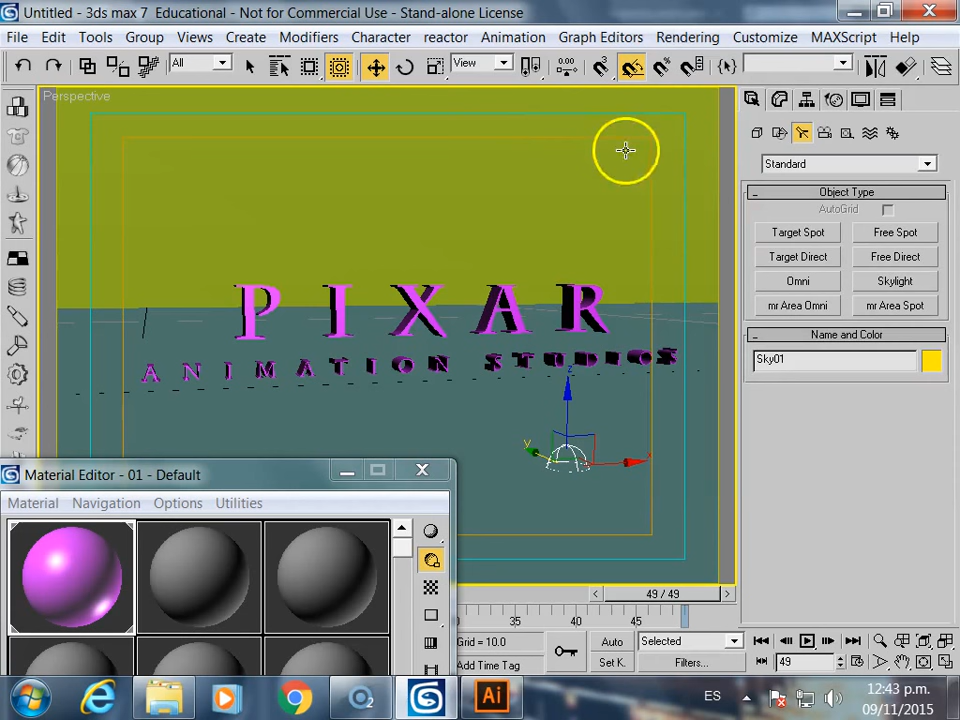 Untitled - 3ds max 7 Educational - Not for Commercial Use - Stand-alone License
File Edit Tools Group Views Create Modifiers Character reactor Animation Graph Editors Rendering Customize MAXScript Help
All View
Perspective
Standard
- Object Type
AutoGrid
Target Spot Free Spot
Target Direct Free Direct
Omni Skylight
mr Area Omni mr Area Spot
- Name and Color
Sky01
PIXAR
ANIMATION STUDIOS
z
y
x
Material Editor - 01 - Default
Material Navigation Options Utilities
< 49 / 49 >
35 40 45
Grid = 10.0 Auto Selected
Add Time Tag Set K. Filters...
49
Ai
ES
12:43 p.m.
09/11/2015